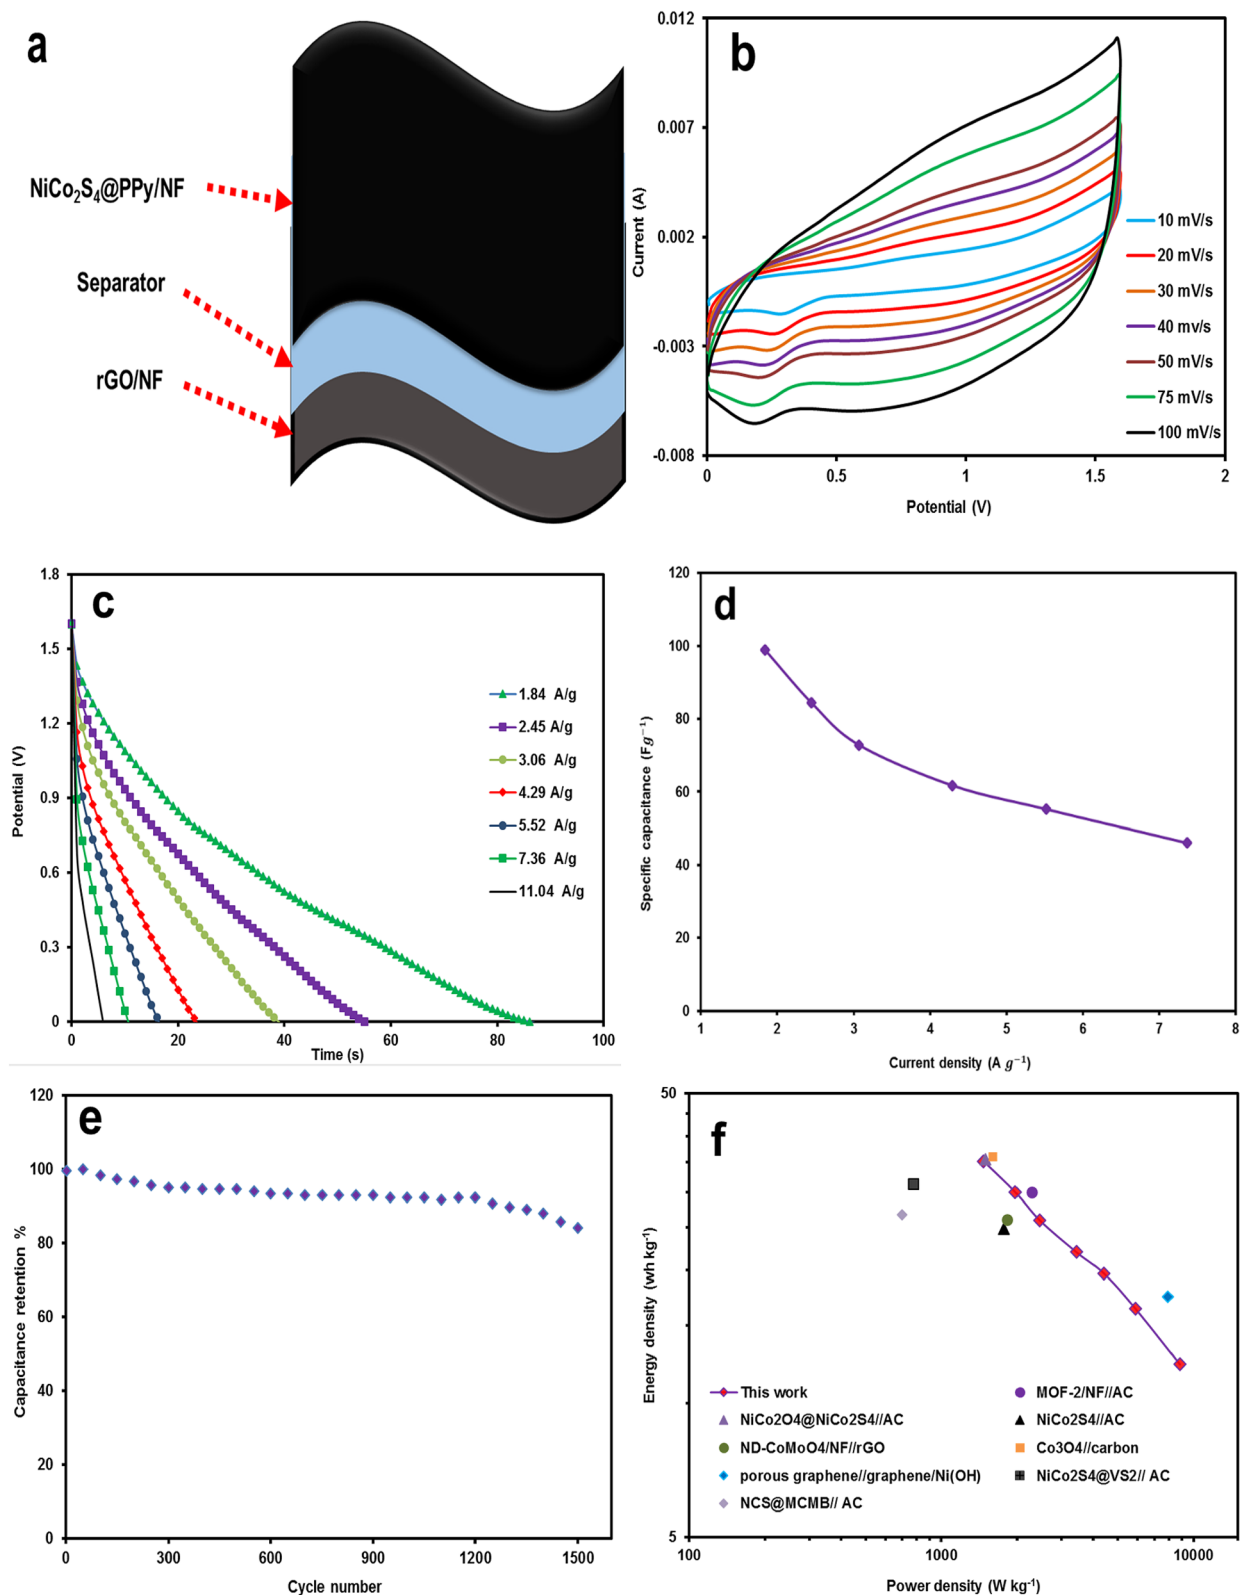 a
NiCo2S4@PPy/NF
Separator
rGO/NF
b
0.012
0.007
0.002
-0.003
-0.008
Current (A)
0
0.5
1
1.5
2
Potential (V)
10 mV/s
20 mV/s
30 mV/s
40 mv/s
50 mV/s
75 mV/s
100 mV/s
c
1.8
1.5
1.2
0.9
0.6
0.3
0
Potential (V)
0
20
40
60
80
100
Time (s)
1.84 A/g
2.45 A/g
3.06 A/g
4.29 A/g
5.52 A/g
7.36 A/g
11.04 A/g
d
120
100
80
60
40
20
0
Specific capacitance (Fg⁻¹)
1
2
3
4
5
6
7
8
Current density (A g⁻¹)
e
120
100
80
60
40
20
0
Capacitance retention %
0
300
600
900
1200
1500
Cycle number
f
50
5
Energy density (wh kg⁻¹)
100
1000
10000
Power density (W kg⁻¹)
This work
MOF-2/NF//AC
NiCo2O4@NiCo2S4//AC
NiCo2S4//AC
ND-CoMoO4/NF//rGO
Co3O4//carbon
porous graphene//graphene/Ni(OH)
NiCo2S4@VS2// AC
NCS@MCMB// AC